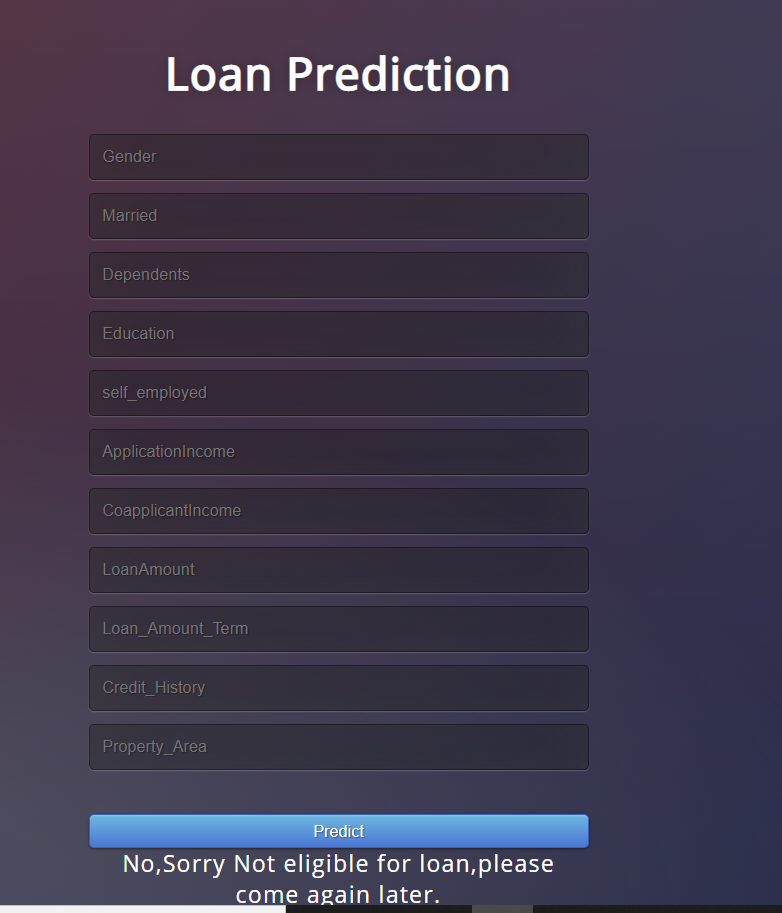 Loan Prediction
Gender
Married
Dependents
Education
self_employed
ApplicationIncome
CoapplicantIncome
LoanAmount
Loan_Amount_Term
Credit_History
Property_Area
Predict
No,Sorry Not eligible for loan,please
come again later.